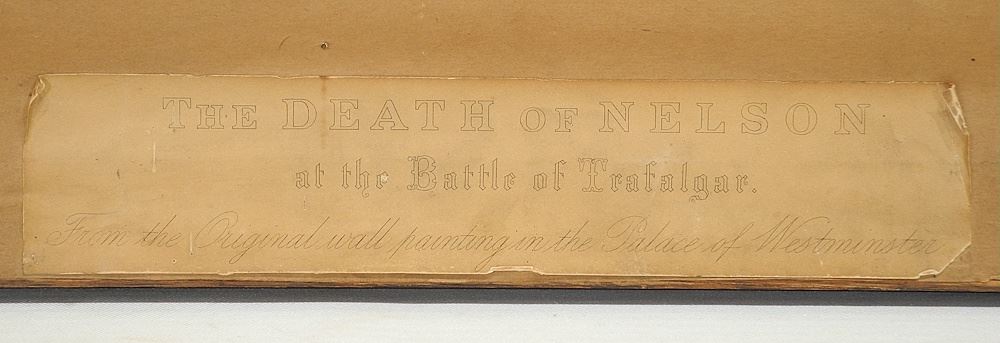 THE DEATH OF NELSON
at the Battle of Trafalgar.
From the Original wall painting in the Palace of Westminster